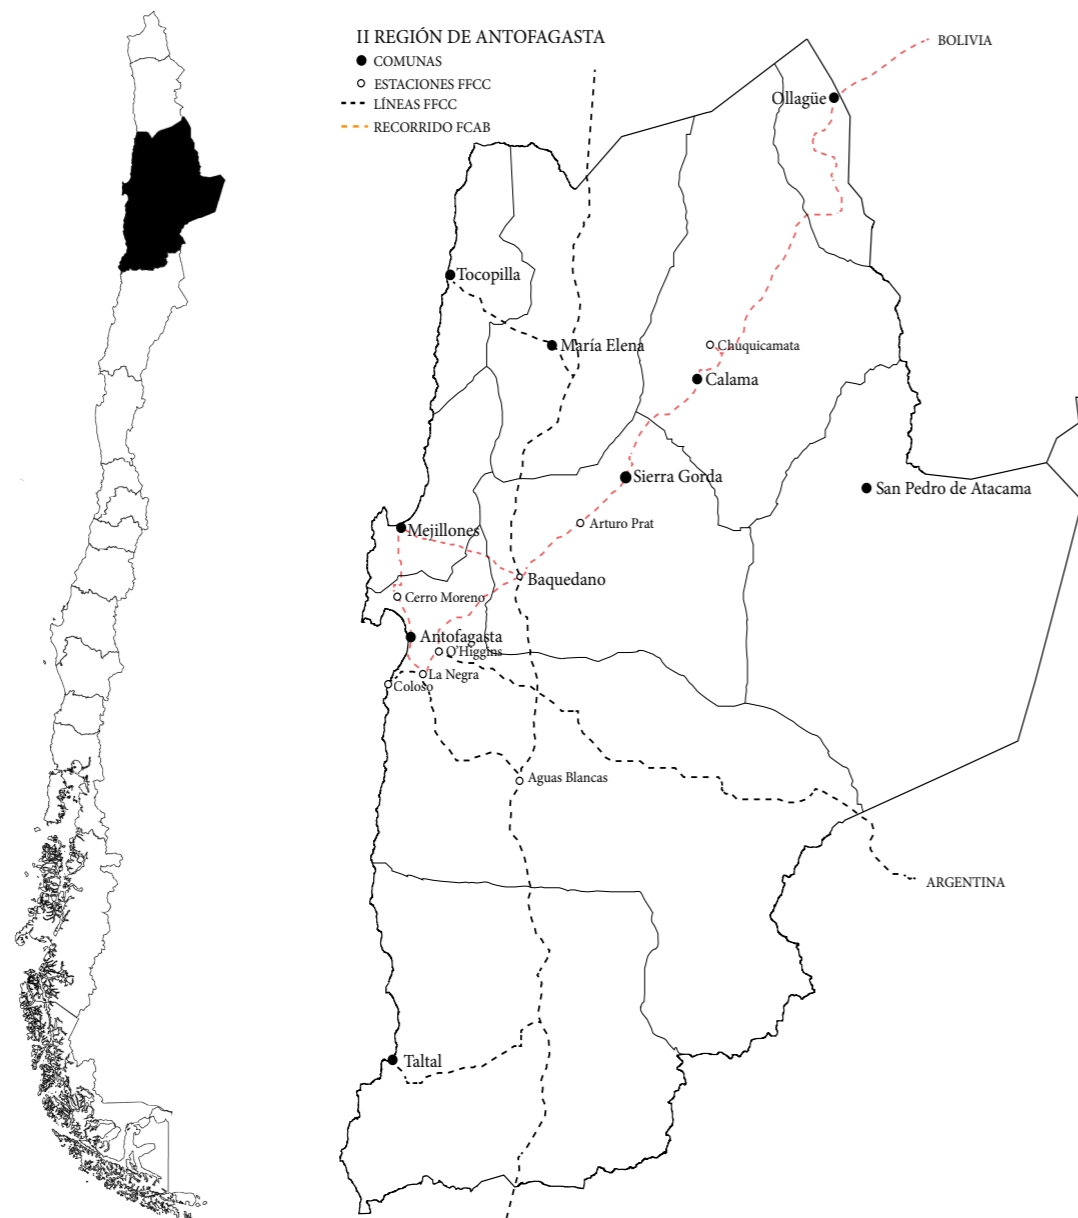 II REGIÓN DE ANTOFAGASTA
COMUNAS
ESTACIONES FFCC
LÍNEAS FFCC
RECORRIDO FCAB
BOLIVIA
Ollagüe
Tocopilla
María Elena
Chuquicamata
Calama
Sierra Gorda
San Pedro de Atacama
Arturo Prat
Mejillones
Baquedano
Cerro Moreno
Antofagasta
O'Higgins
La Negra
Coloso
Aguas Blancas
ARGENTINA
Taltal